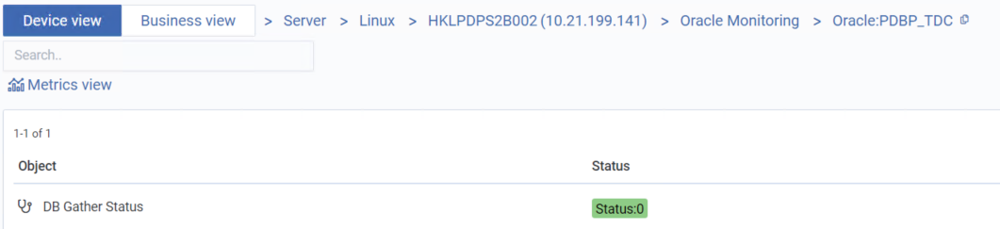 Device view Business view > Server > Linux > HKLPDPS2B002 (10.21.199.141) > Oracle Monitoring > Oracle:PDBP_TDC
Search..
Metrics view
1-1 of 1
Object Status
DB Gather Status Status:0